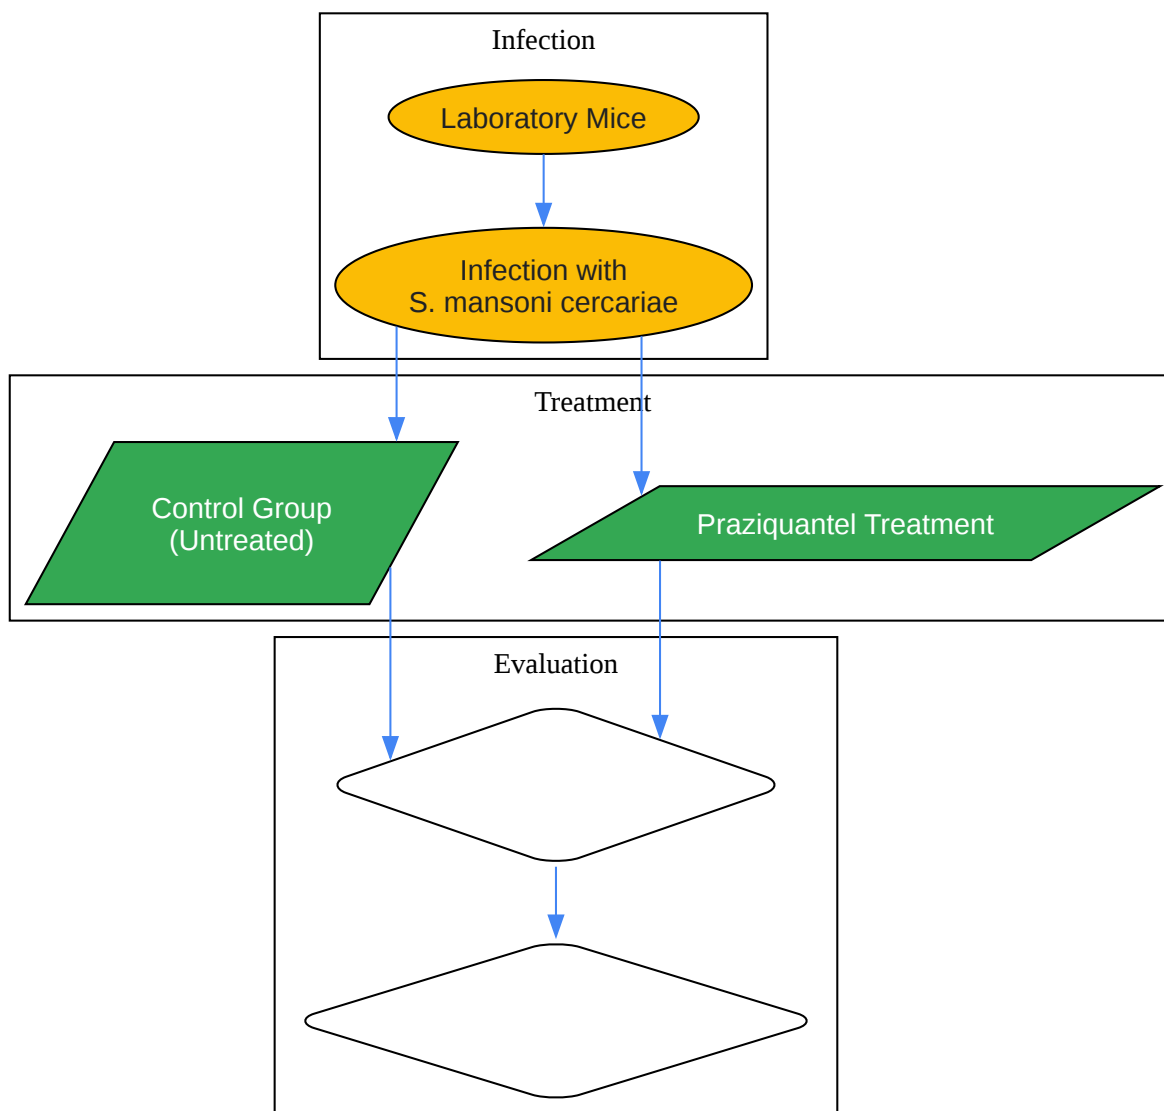 Infection
Laboratory Mice
Infection with
S. mansoni cercariae
Treatment
Control Group
(Untreated)
Praziquantel Treatment
Evaluation